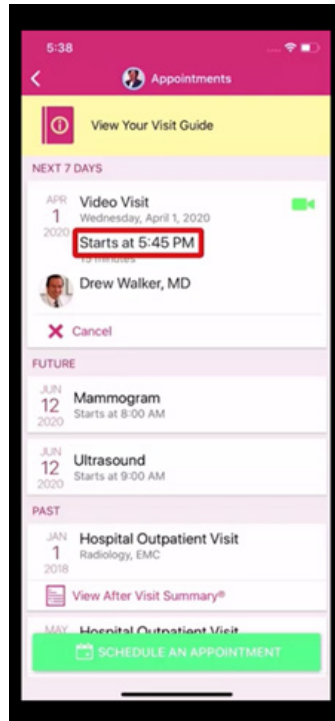 5:38
Appointments
View Your Visit Guide
NEXT 7 DAYS
APR
1
2020
Video Visit
Wednesday, April 1, 2020
Starts at 5:45 PM
15 minutes
Drew Walker, MD
Cancel
FUTURE
JUN
12
2020
Mammogram
Starts at 8:00 AM
JUN
12
2020
Ultrasound
Starts at 9:00 AM
PAST
JAN
1
2018
Hospital Outpatient Visit
Radiology, EMC
View After Visit Summary®
MAY
Hospital Outpatient Visit
SCHEDULE AN APPOINTMENT